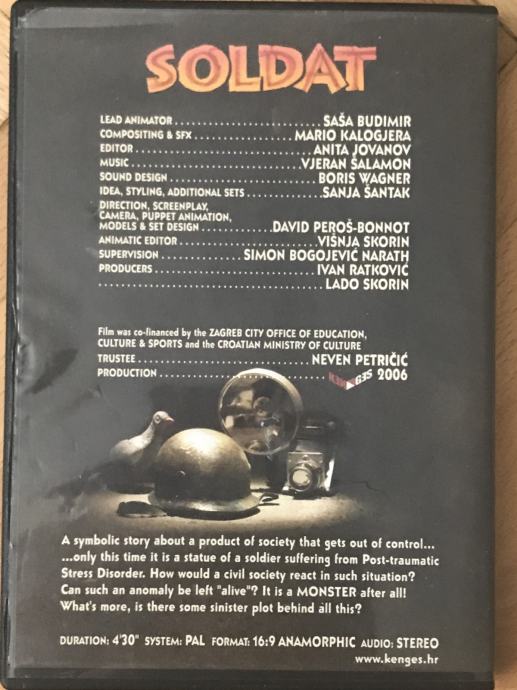 SOLDAT
LEAD ANIMATOR........................SAŠA BUDIMIR
COMPOSITING & SFX..................MARIO KALOGJERA
EDITOR..............................ANITA JOVANOV
MUSIC..............................VJERAN ŠALAMON
SOUND DESIGN........................BORIS WAGNER
IDEA, STYLING, ADDITIONAL SETS..............SANJA ŠANTAK
DIRECTION, SCREENPLAY,
CAMERA, PUPPET ANIMATION,
MODELS & SET DESIGN............DAVID PEROŠ-BONNOT
ANIMATIC EDITOR.....................VIŠNJA SKORIN
SUPERVISION..............SIMON BOGOJEVIĆ NARATH
PRODUCERS..........................IVAN RATKOVIĆ
........................................LADO SKORIN
Film was co-financed by the ZAGREB CITY OFFICE OF EDUCATION,
CULTURE & SPORTS and the CROATIAN MINISTRY OF CULTURE
TRUSTEE..............................NEVEN PETRIČIĆ
PRODUCTION..............................KENGES 2006
A symbolic story about a product of society that gets out of control...
...only this time it is a statue of a soldier suffering from Post-traumatic
Stress Disorder. How would a civil society react in such situation?
Can such an anomaly be left "alive"? It is a MONSTER after all!
What's more, is there some sinister plot behind all this?
DURATION: 4'30" SYSTEM: PAL FORMAT: 16:9 ANAMORPHIC AUDIO: STEREO
www.kenges.hr